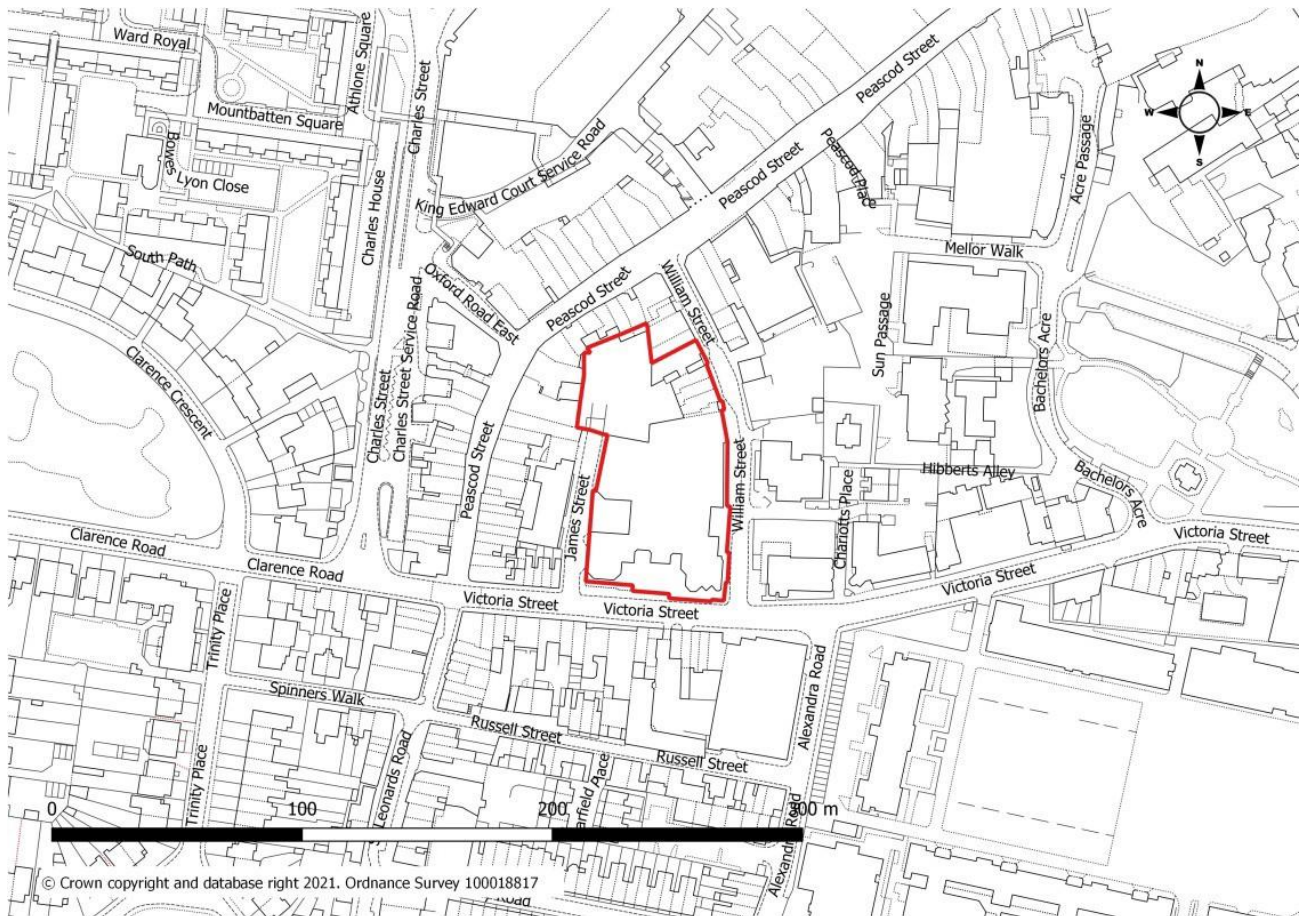 Ward Royal
Athlone Square
Charles Street
Mountbatten Square
Bowes
Lyon Close
Charles House
King Edward Court Service Road
Peascod Street
Peascod Street
Peascod Place
Acre Passage
N
W
E
S
South Path
Oxford Road East
Peascod Street
William Street
Mellor Walk
Sun Passage
Bachelors Acre
Clarence Crescent
Charles Street
Charles Street Service Road
Peascod Street
James Street
William Street
Chariotts Place
Hibberts Alley
Bachelors Acre
Victoria Street
Clarence Road
Clarence Road
Victoria Street
Victoria Street
Victoria Street
Trinity Place
Spinners Walk
Russell Street
Russell Street
Alexandra Road
Trinity Place
Leonards Road
arfield Place
Alexandra Road
0
100
200
300 m
© Crown copyright and database right 2021. Ordnance Survey 100018817
Road